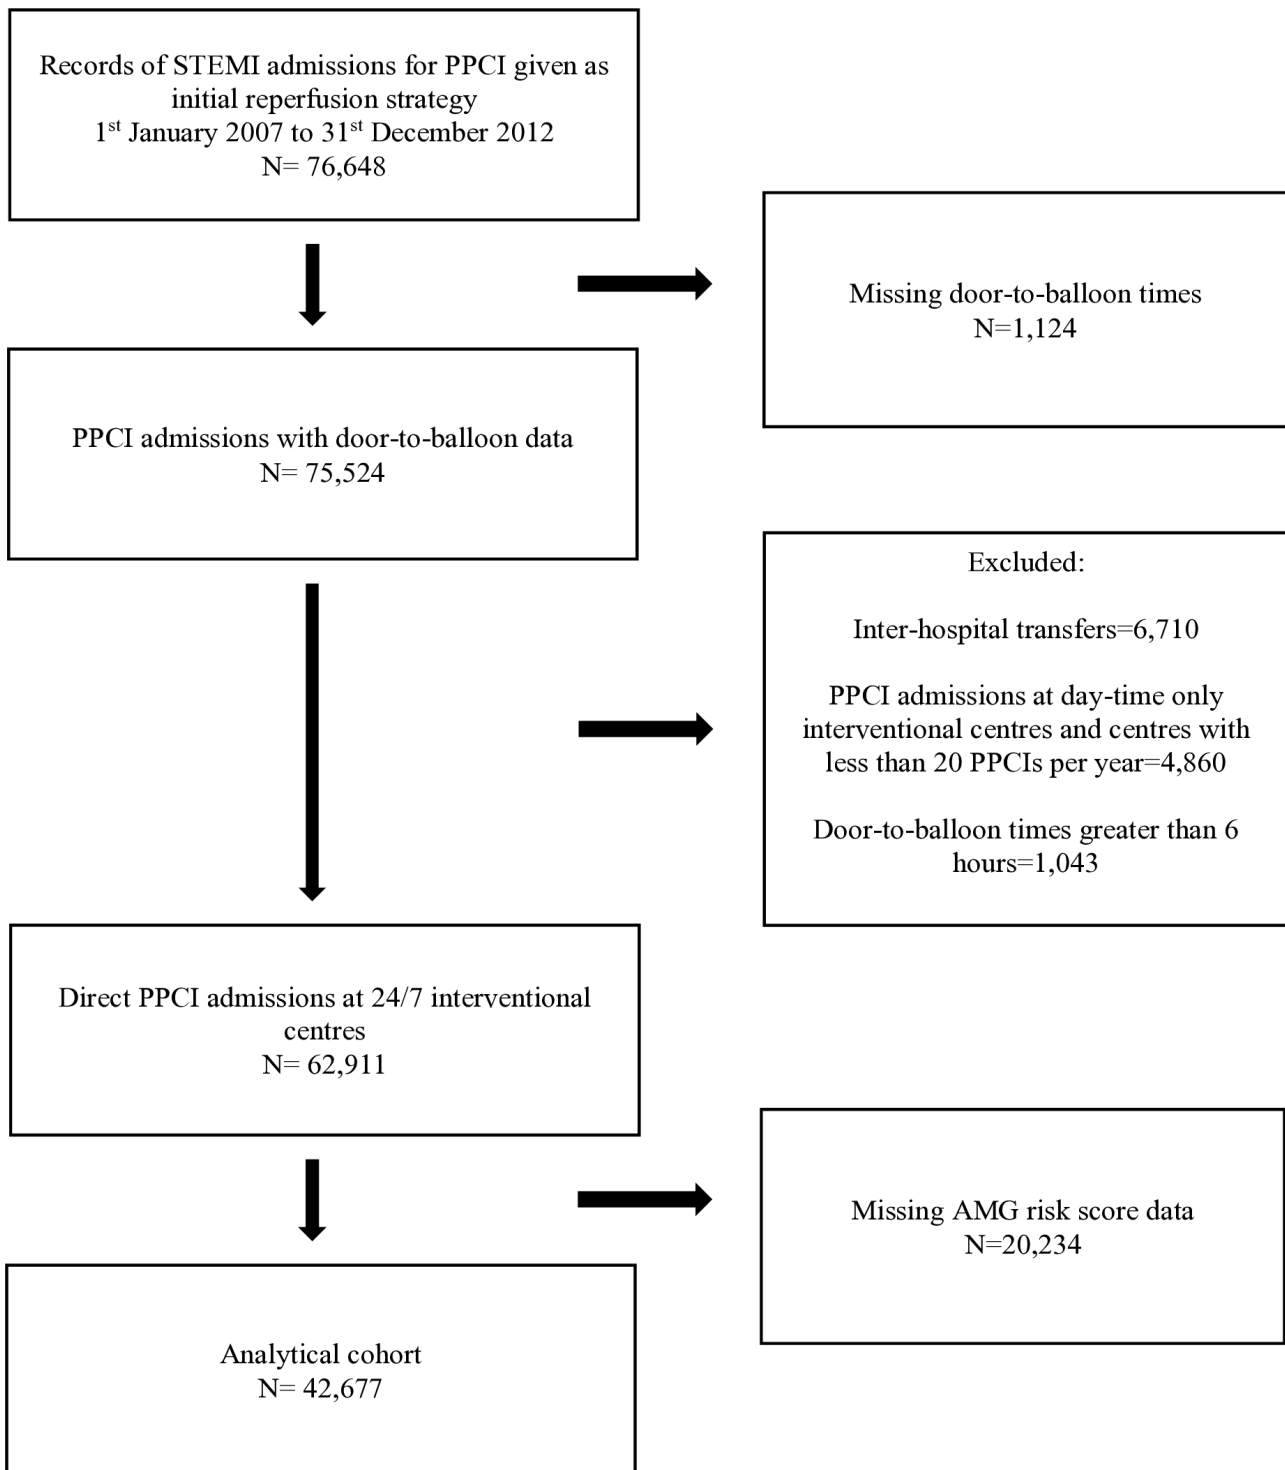 Records of STEMI admissions for PPCI given as
initial reperfusion strategy
1st January 2007 to 31st December 2012
N= 76,648
Missing door-to-balloon times
N=1,124
PPCI admissions with door-to-balloon data
N= 75,524
Excluded:
Inter-hospital transfers=6,710
PPCI admissions at day-time only
interventional centres and centres with
less than 20 PPCIs per year=4,860
Door-to-balloon times greater than 6
hours=1,043
Direct PPCI admissions at 24/7 interventional
centres
N= 62,911
Missing AMG risk score data
N=20,234
Analytical cohort
N= 42,677